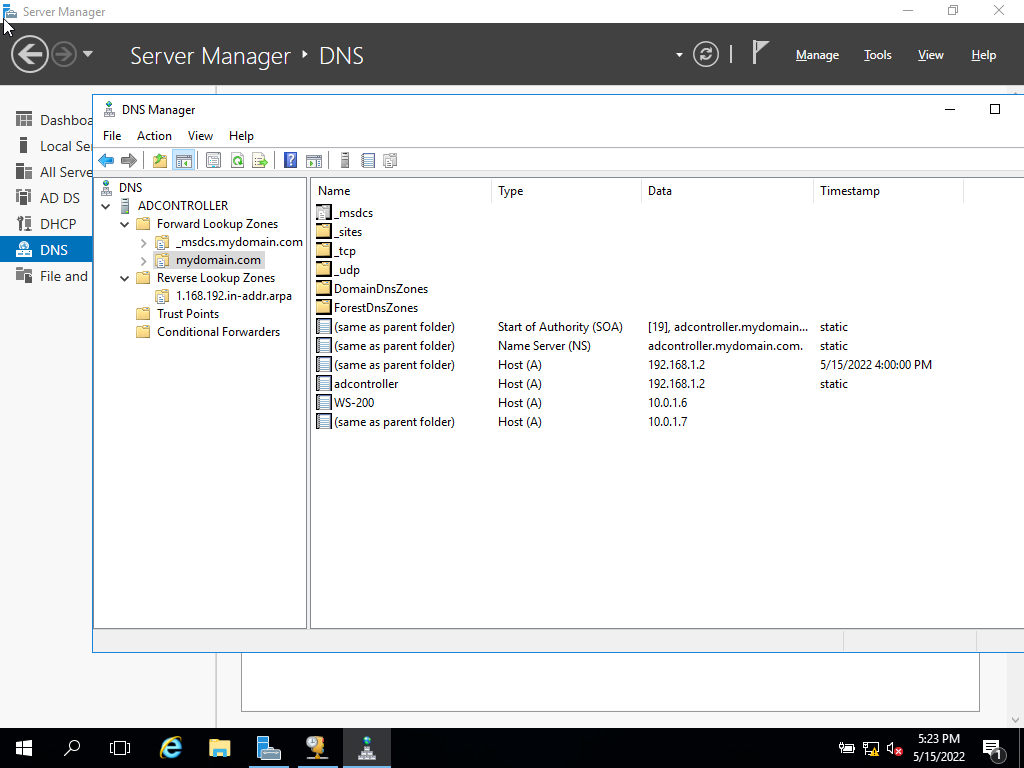 Server Manager
Server Manager ‣ DNS
Manage Tools View Help
Dashboa
Local Se
All Serve
AD DS
DHCP
DNS
File and
DNS Manager
File Action View Help
DNS
ADCONTROLLER
Forward Lookup Zones
_msdcs.mydomain.com
mydomain.com
Reverse Lookup Zones
1.168.192.in-addr.arpa
Trust Points
Conditional Forwarders
Name Type Data Timestamp
_msdcs
_sites
_tcp
_udp
DomainDnsZones
ForestDnsZones
(same as parent folder) Start of Authority (SOA) [19], adcontroller.mydomain... static
(same as parent folder) Name Server (NS) adcontroller.mydomain.com. static
(same as parent folder) Host (A) 192.168.1.2 5/15/2022 4:00:00 PM
adcontroller Host (A) 192.168.1.2 static
WS-200 Host (A) 10.0.1.6
(same as parent folder) Host (A) 10.0.1.7
5:23 PM
5/15/2022
1